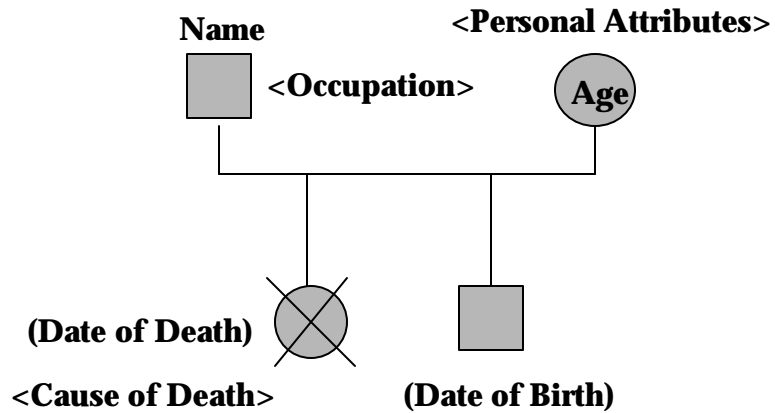 <Personal Attributes>
Name
<Occupation>
Age
(Date of Death)
<Cause of Death>
(Date of Birth)